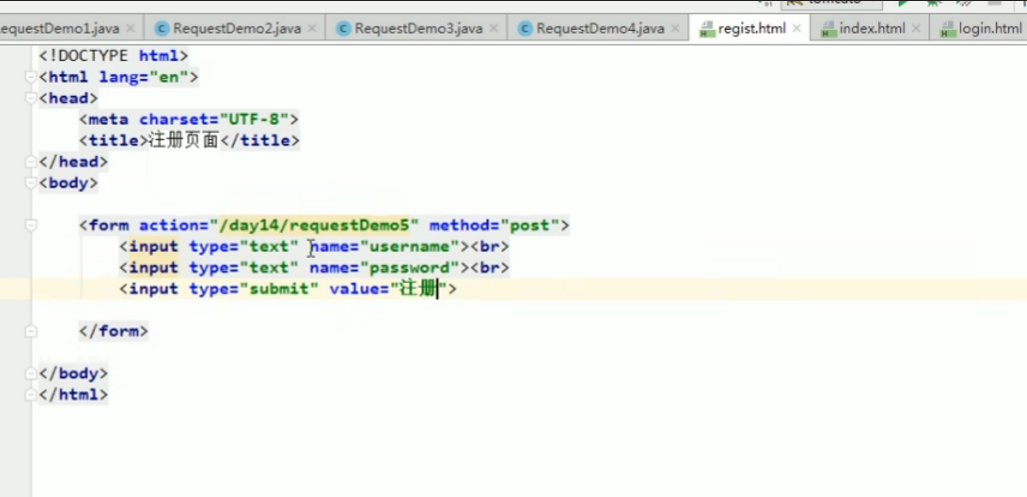 equestDemo1.java RequestDemo2.java RequestDemo3.java RequestDemo4.java regist.html index.html login.html
<!DOCTYPE html>
<html lang="en">
<head>
    <meta charset="UTF-8">
    <title>注册页面</title>
</head>
<body>
    <form action="/day14/requestDemo5" method="post">
        <input type="text" name="username"><br>
        <input type="text" name="password"><br>
        <input type="submit" value="注册">
    </form>
</body>
</html>